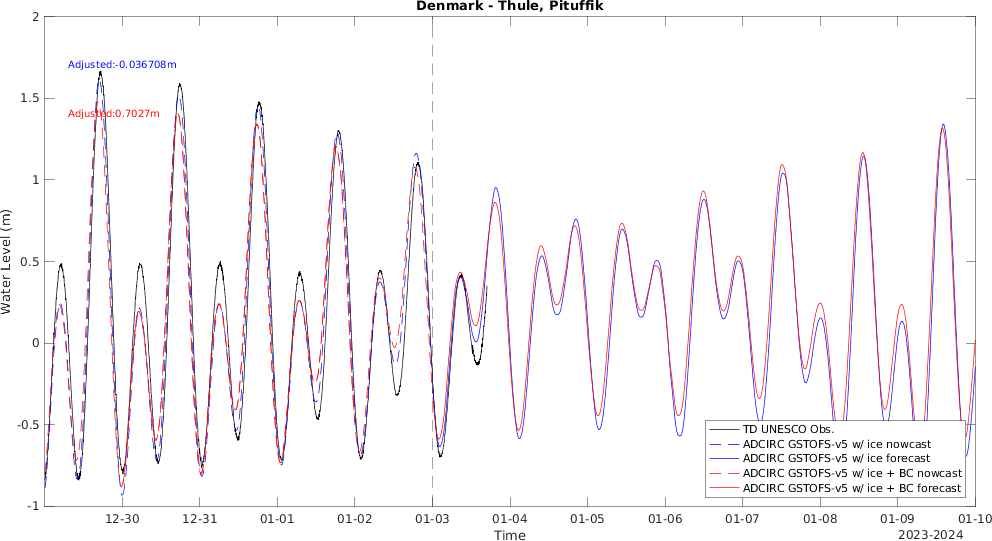 Denmark - Thule, Pituffik
2
1.5
1
0.5
0
-0.5
-1
Water Level (m)
Adjusted:-0.036708m
Adjusted:0.7027m
TD UNESCO Obs.
ADCIRC GSTOFS-v5 w/ ice nowcast
ADCIRC GSTOFS-v5 w/ ice forecast
ADCIRC GSTOFS-v5 w/ ice + BC nowcast
ADCIRC GSTOFS-v5 w/ ice + BC forecast
12-30 12-31 01-01 01-02 01-03 01-04 01-05 01-06 01-07 01-08 01-09 01-10
Time
2023-2024